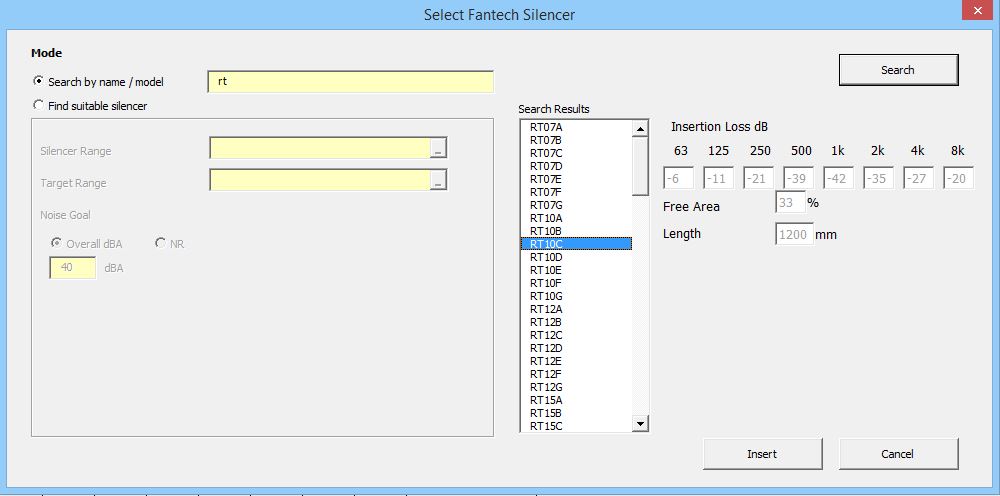 Select Fantech Silencer
x
Mode
Search by name / model
rt
Search
Find suitable silencer
Silencer Range
...
Target Range
...
Noise Goal
Overall dBA
NR
40
dBA
Search Results
RT07A
RT07B
RT07C
RT07D
RT07E
RT07F
RT07G
RT10A
RT10B
RT10C
RT10D
RT10E
RT10F
RT10G
RT12A
RT12B
RT12C
RT12D
RT12E
RT12F
RT12G
RT15A
RT15B
RT15C
Insertion Loss dB
63 125 250 500 1k 2k 4k 8k
-6 -11 -21 -39 -42 -35 -27 -20
Free Area 33 %
Length 1200 mm
Insert
Cancel